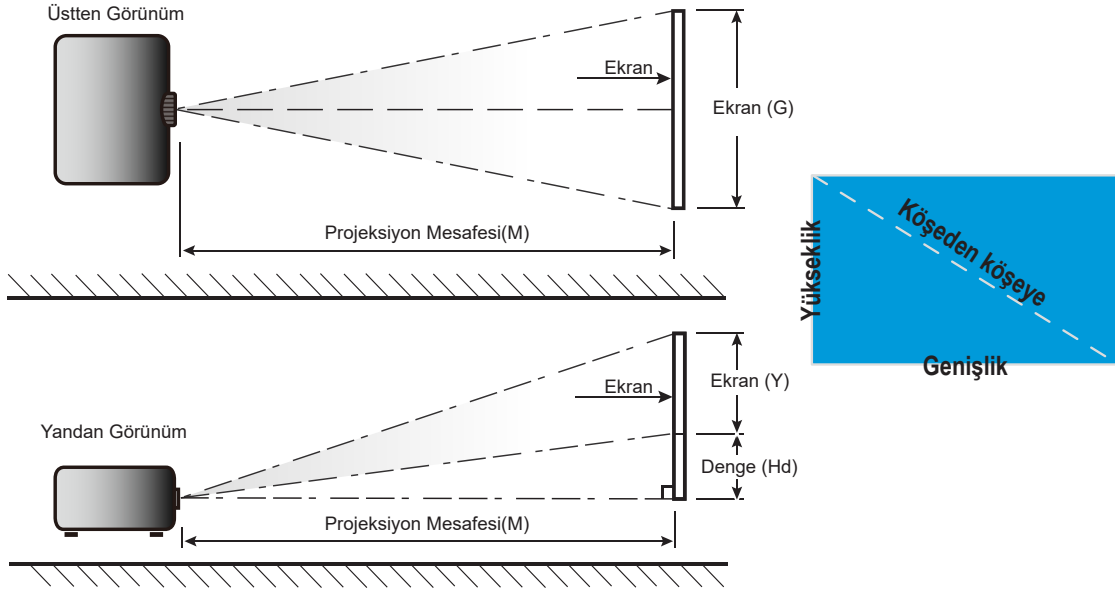 Üstten Görünüm
Ekran
Ekran (G)
Projeksiyon Mesafesi(M)
Köşeden köşeye
Yükseklik
Genişlik
Ekran
Ekran (Y)
Yandan Görünüm
Denge (Hd)
Projeksiyon Mesafesi(M)